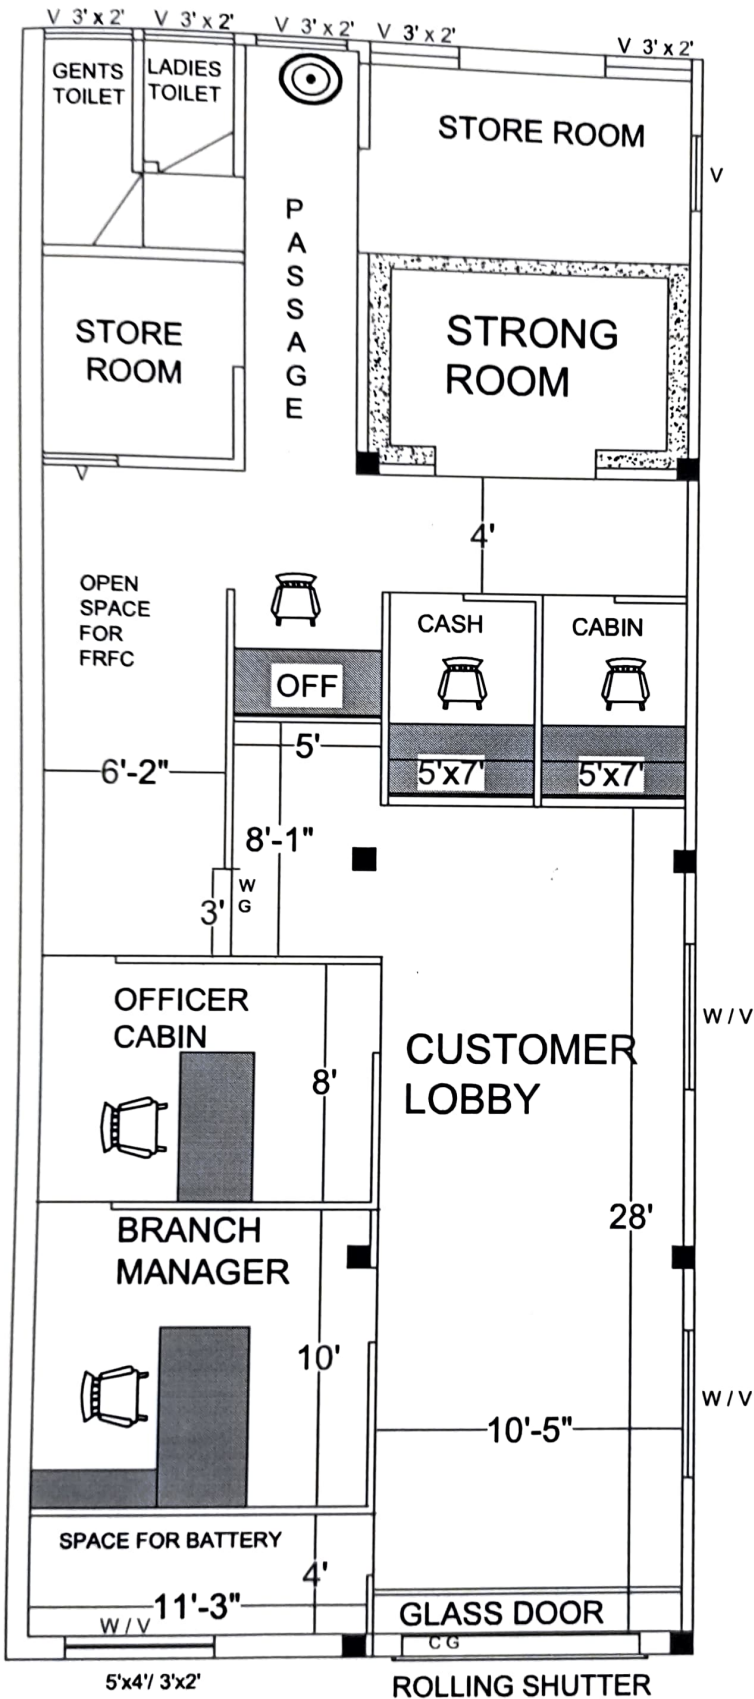 V 3' x 2'
V 3' x 2'
V 3' x 2'
V 3' x 2'
V 3' x 2'
GENTS
TOILET
LADIES
TOILET
STORE ROOM
V
PASSAGE
STORE
ROOM
STRONG
ROOM
V
4'
OPEN
SPACE
FOR
FRFC
CASH
CABIN
OFF
5'
6'-2"
5'x7'
5'x7'
8'-1"
W
G
3'
OFFICER
CABIN
8'
CUSTOMER
LOBBY
W / V
BRANCH
MANAGER
28'
10'
W / V
10'-5"
SPACE FOR BATTERY
4'
11'-3"
GLASS DOOR
W / V
C G
5'x4'/ 3'x2'
ROLLING SHUTTER